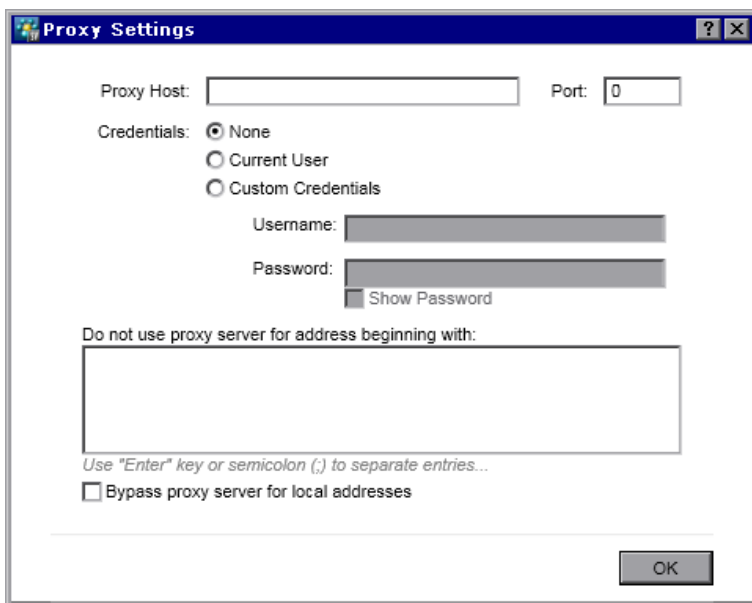 Proxy Settings
Proxy Host: Port: 0
Credentials: None
Current User
Custom Credentials
Username:
Password:
Show Password
Do not use proxy server for address beginning with:
Use "Enter" key or semicolon (;) to separate entries...
Bypass proxy server for local addresses
OK